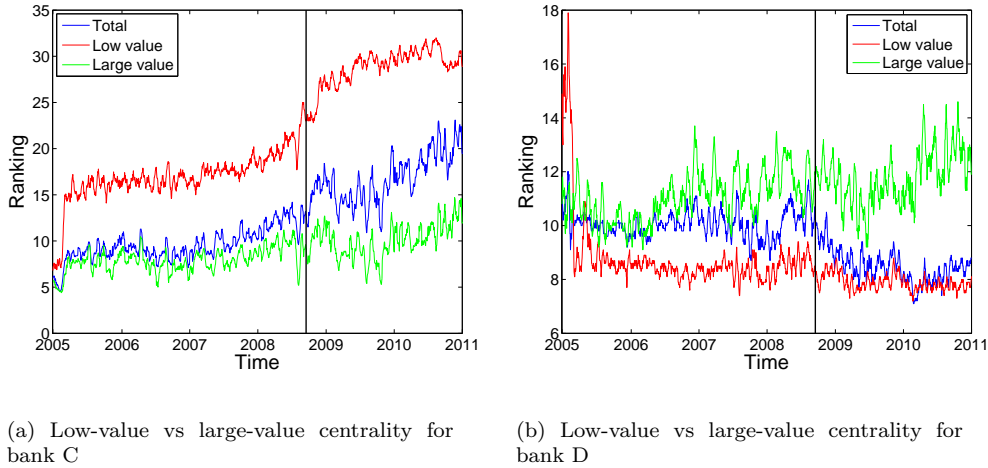 35
30
25
20
15
10
5
0
Ranking
Total
Low value
Large value
2005 2006 2007 2008 2009 2010 2011
Time
18
16
14
12
10
8
6
Ranking
Total
Low value
Large value
2005 2006 2007 2008 2009 2010 2011
Time
(a) Low-value vs large-value centrality for
bank C
(b) Low-value vs large-value centrality for
bank D